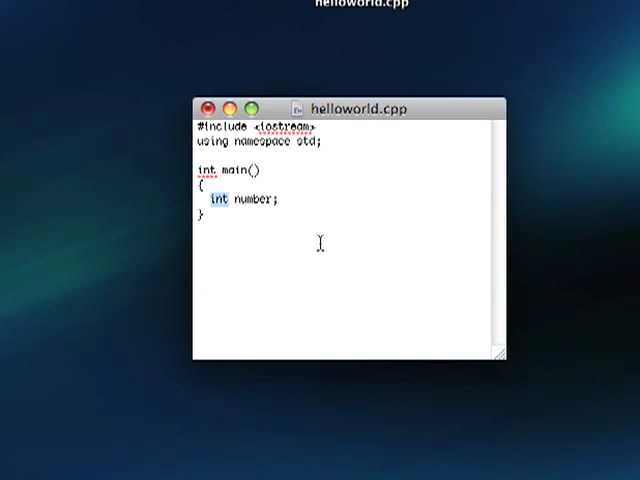 helloworld.cpp
helloworld.cpp
#include <iostream>
using namespace std;
int main()
{
int number;
}